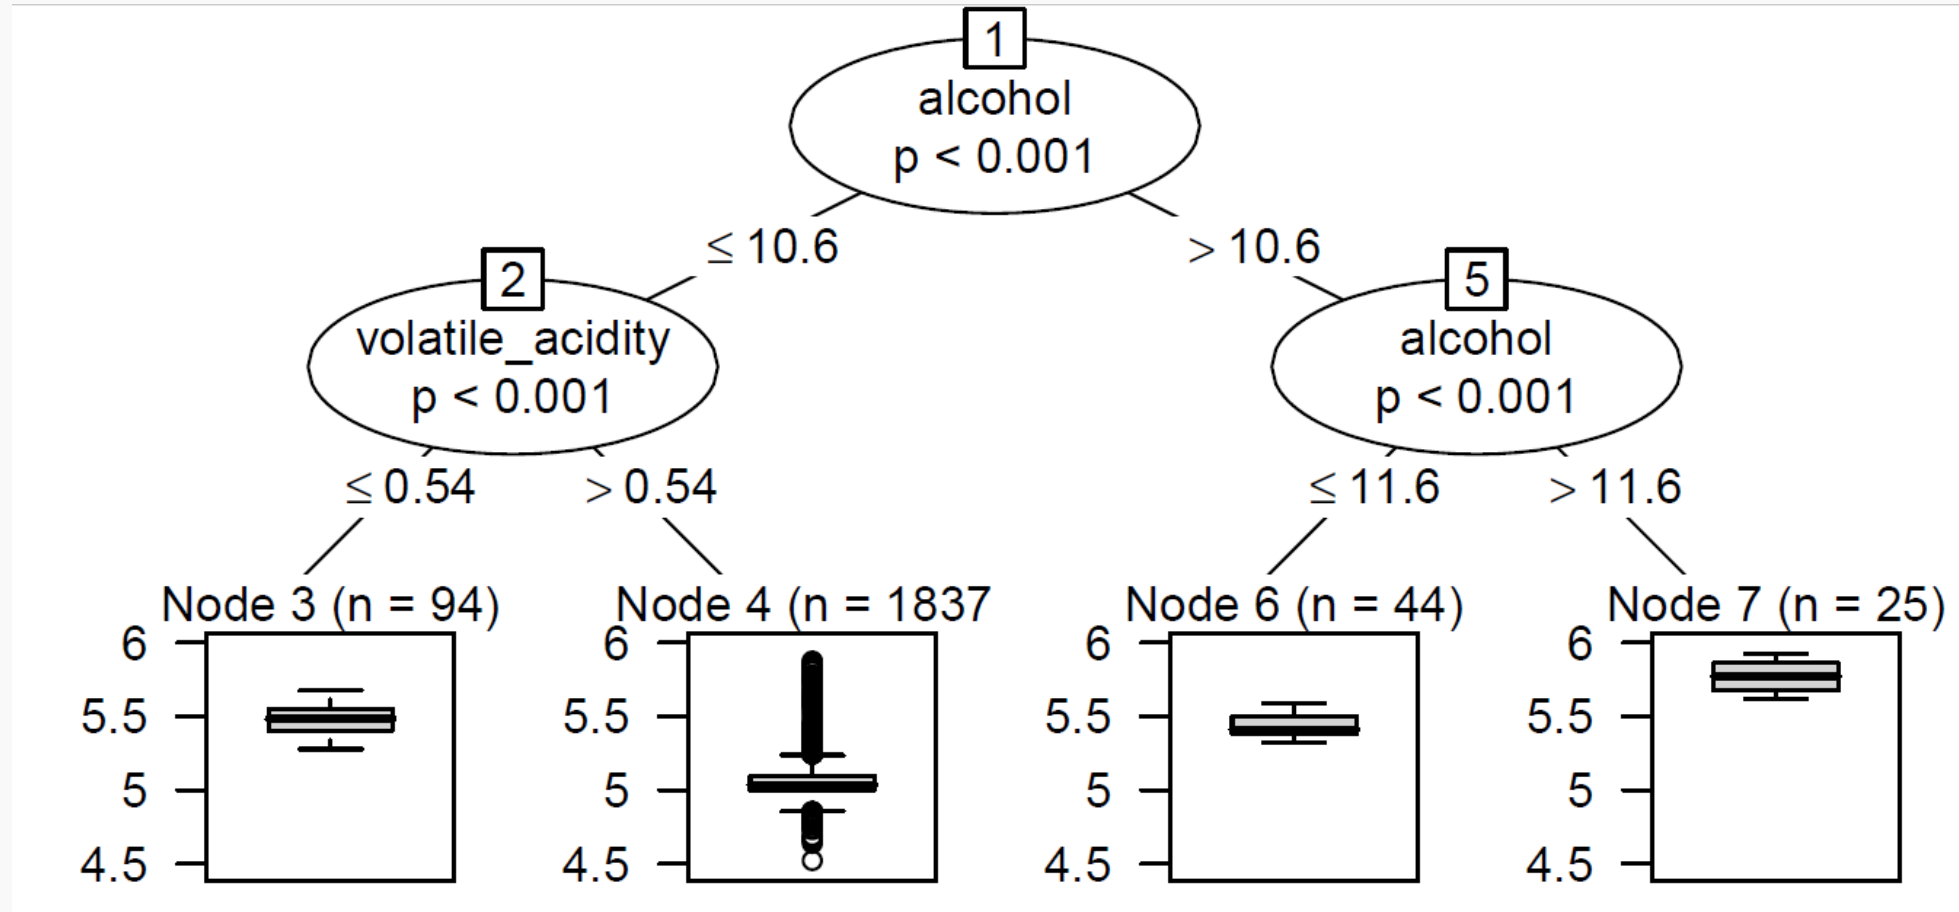 1
alcohol
p < 0.001
≤ 10.6
> 10.6
2
volatile_acidity
p < 0.001
5
alcohol
p < 0.001
≤ 0.54
> 0.54
≤ 11.6
> 11.6
Node 3 (n = 94)
6
5.5
5
4.5
Node 4 (n = 1837
6
5.5
5
4.5
Node 6 (n = 44)
6
5.5
5
4.5
Node 7 (n = 25)
6
5.5
5
4.5